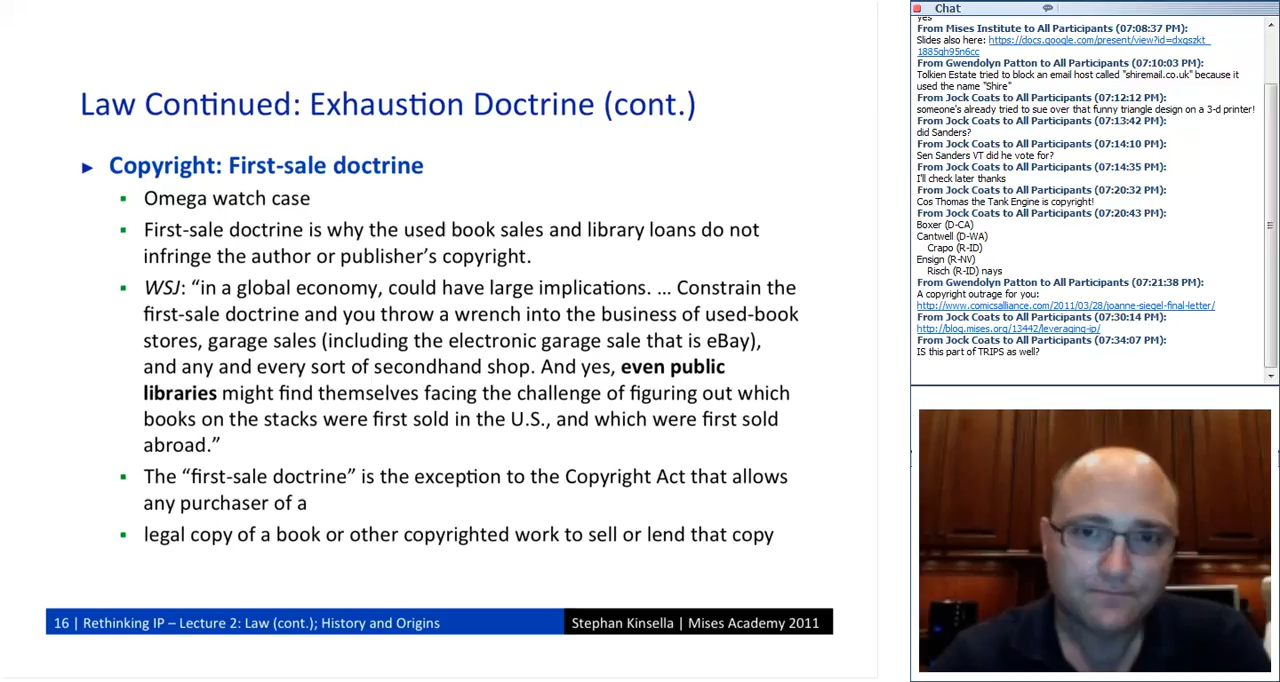 Law Continued: Exhaustion Doctrine (cont.)
► Copyright: First-sale doctrine
▪ Omega watch case
▪ First-sale doctrine is why the used book sales and library loans do not
infringe the author or publisher’s copyright.
▪ WSJ: “in a global economy, could have large implications. … Constrain the
first-sale doctrine and you throw a wrench into the business of used-book
stores, garage sales (including the electronic garage sale that is eBay),
and any and every sort of secondhand shop. And yes, even public
libraries might find themselves facing the challenge of figuring out which
books on the stacks were first sold in the U.S., and which were first sold
abroad.”
▪ The “first-sale doctrine” is the exception to the Copyright Act that allows
any purchaser of a
▪ legal copy of a book or other copyrighted work to sell or lend that copy
16 | Rethinking IP – Lecture 2: Law (cont.); History and Origins
Stephan Kinsella | Mises Academy 2011
Chat
yes
From Mises Institute to All Participants (07:08:37 PM):
Slides also here: https://docs.google.com/present/view?id=dxgszkt_
1885qh95n6cc
From Gwendolyn Patton to All Participants (07:10:03 PM):
Tolkien Estate tried to block an email host called "shiremail.co.uk" because it
used the name "Shire"
From Jock Coats to All Participants (07:12:12 PM):
someone's already tried to sue over that funny triangle design on a 3-d printer!
From Jock Coats to All Participants (07:13:42 PM):
did Sanders?
From Jock Coats to All Participants (07:14:10 PM):
Sen Sanders VT did he vote for?
From Jock Coats to All Participants (07:14:35 PM):
I'll check later thanks
From Jock Coats to All Participants (07:20:32 PM):
Cos Thomas the Tank Engine is copyright!
From Jock Coats to All Participants (07:20:43 PM):
Boxer (D-CA)
Cantwell (D-WA)
Crapo (R-ID)
Ensign (R-NV)
Risch (R-ID) nays
From Gwendolyn Patton to All Participants (07:21:38 PM):
A copyright outrage for you:
http://www.comicsalliance.com/2011/03/28/joanne-siegel-final-letter/
From Jock Coats to All Participants (07:30:14 PM):
http://blog.mises.org/13442/leveraging-ip/
From Jock Coats to All Participants (07:34:07 PM):
IS this part of TRIPS as well?